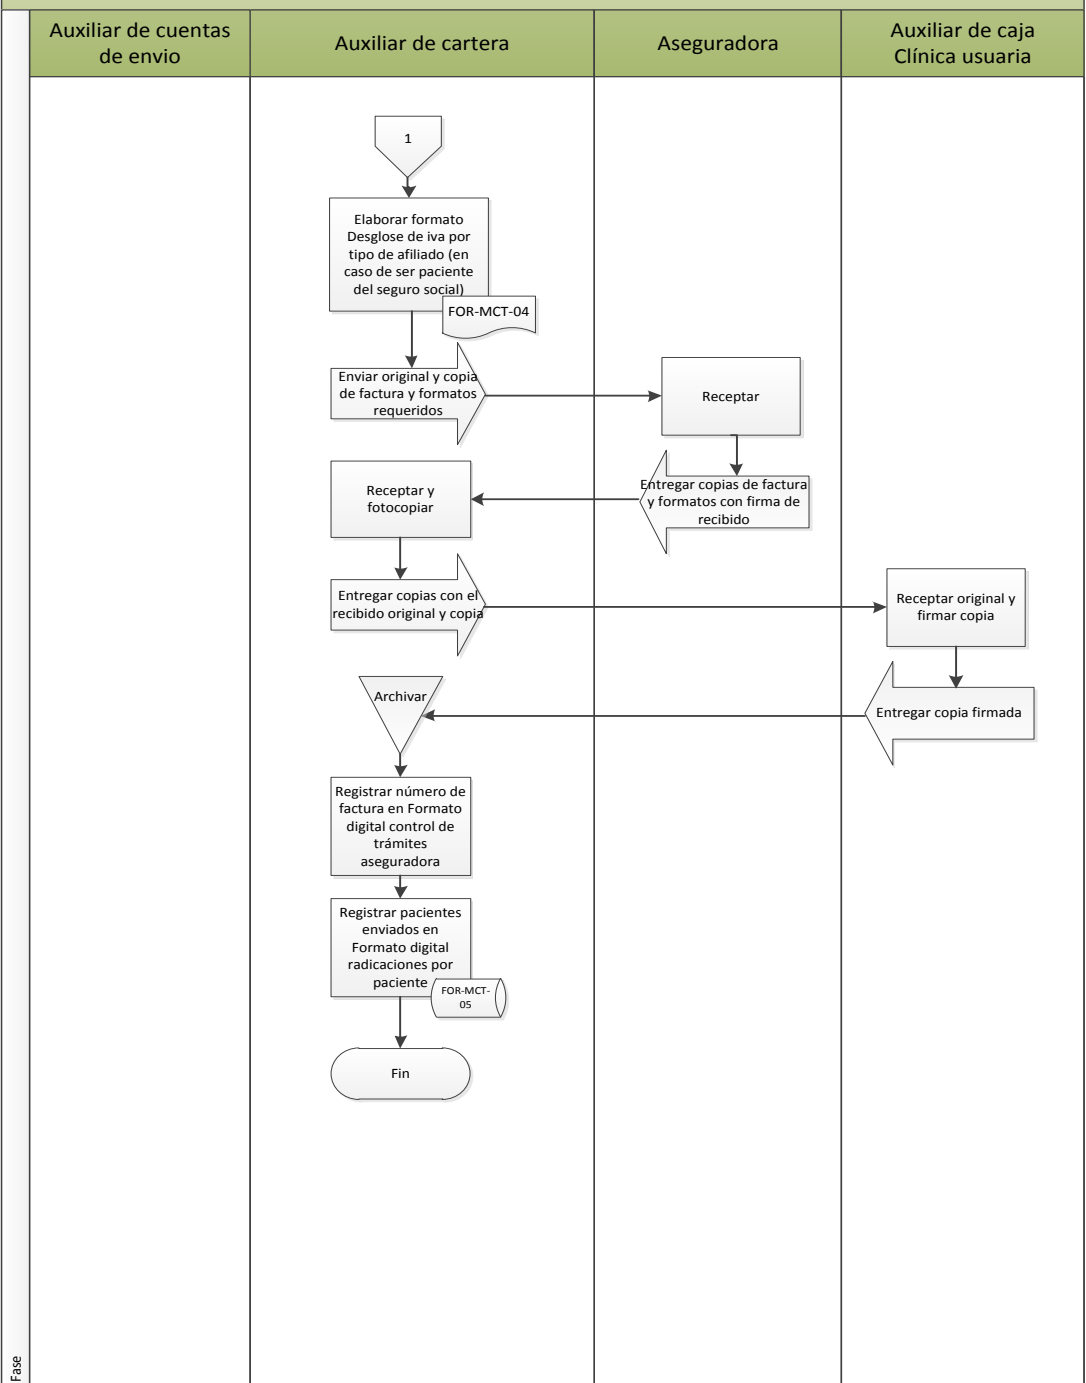 Auxiliar de cuentas
de envio
Auxiliar de cartera
Aseguradora
Auxiliar de caja
Clínica usuaria
1
Elaborar formato
Desglose de iva por
tipo de afiliado (en
caso de ser paciente
del seguro social)
FOR-MCT-04
Enviar original y copia
de factura y formatos
requeridos
Receptar
Entregar copias de factura
y formatos con firma de
recibido
Receptar y
fotocopiar
Entregar copias con el
recibido original y copia
Receptar original y
firmar copia
Entregar copia firmada
Archivar
Registrar número de
factura en Formato
digital control de
trámites
aseguradora
Registrar pacientes
enviados en
Formato digital
radicaciones por
paciente
FOR-MCT-
05
Fin
Fase